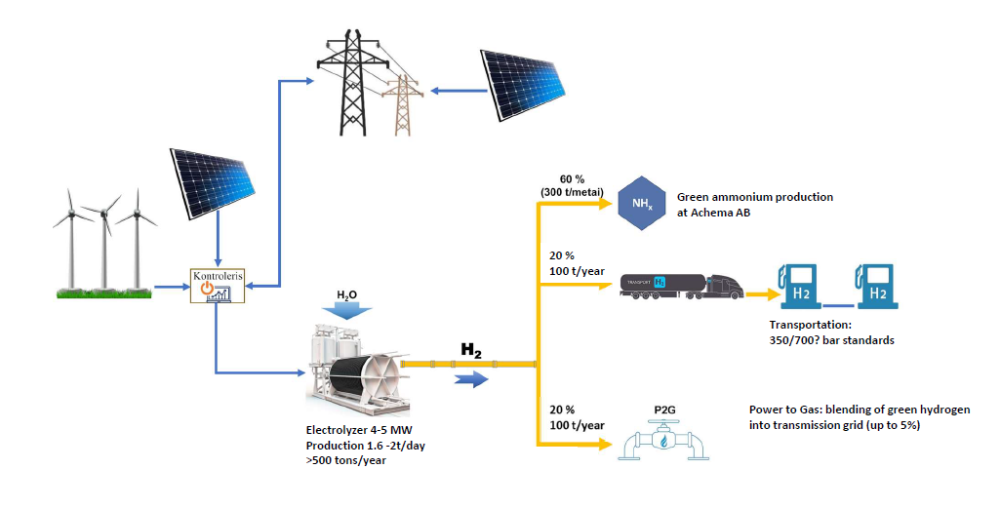 60 %
(300 t/metai)
NHx
Green ammonium production
at Achema AB
20 %
100 t/year
TRANSPORT H2
H2
H2
Transportation:
350/700? bar standards
Kontroleris
H₂O
H₂
Electrolyzer 4-5 MW
Production 1.6 -2t/day
>500 tons/year
20 %
100 t/year
P2G
Power to Gas: blending of green hydrogen
into transmission grid (up to 5%)